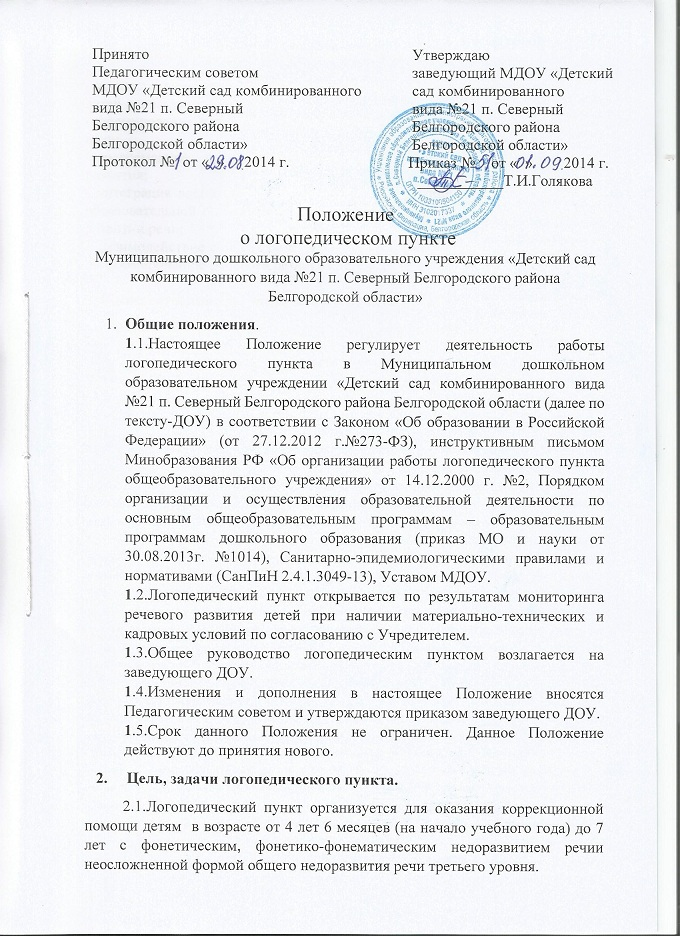 Принято
Педагогическим советом
МДОУ «Детский сад комбинированного
вида №21 п. Северный
Белгородского района
Белгородской области»
Протокол №1 от «29.08 2014 г.
Утверждаю
заведующий МДОУ «Детский
сад комбинированного
вида №21 п. Северный
Белгородского района
Белгородской области»
Приказ №51 от «01.09.2014 г.
Т.И.Голякова
Положение
о логопедическом пункте
Муниципального дошкольного образовательного учреждения «Детский сад
комбинированного вида №21 п. Северный Белгородского района
Белгородской области»
1. Общие положения.
1.1.Настоящее Положение регулирует деятельность работы
логопедического пункта в Муниципальном дошкольном
образовательном учреждении «Детский сад комбинированного вида
№21 п. Северный Белгородского района Белгородской области (далее по
тексту-ДОУ) в соответствии с Законом «Об образовании в Российской
Федерации» (от 27.12.2012 г.№273-ФЗ), инструктивным письмом
Минобразования РФ «Об организации работы логопедического пункта
общеобразовательного учреждения» от 14.12.2000 г. №2, Порядком
организации и осуществления образовательной деятельности по
основным общеобразовательным программам – образовательным
программам дошкольного образования (приказ МО и науки от
30.08.2013г. №1014), Санитарно-эпидемиологическими правилами и
нормативами (СанПиН 2.4.1.3049-13), Уставом МДОУ.
1.2.Логопедический пункт открывается по результатам мониторинга
речевого развития детей при наличии материально-технических и
кадровых условий по согласованию с Учредителем.
1.3.Общее руководство логопедическим пунктом возлагается на
заведующего ДОУ.
1.4.Изменения и дополнения в настоящее Положение вносятся
Педагогическим советом и утверждаются приказом заведующего ДОУ.
1.5.Срок данного Положения не ограничен. Данное Положение
действуют до принятия нового.
2. Цель, задачи логопедического пункта.
2.1.Логопедический пункт организуется для оказания коррекционной
помощи детям в возрасте от 4 лет 6 месяцев (на начало учебного года) до 7
лет с фонетическим, фонетико-фонематическим недоразвитием речии
неосложненной формой общего недоразвития речи третьего уровня.